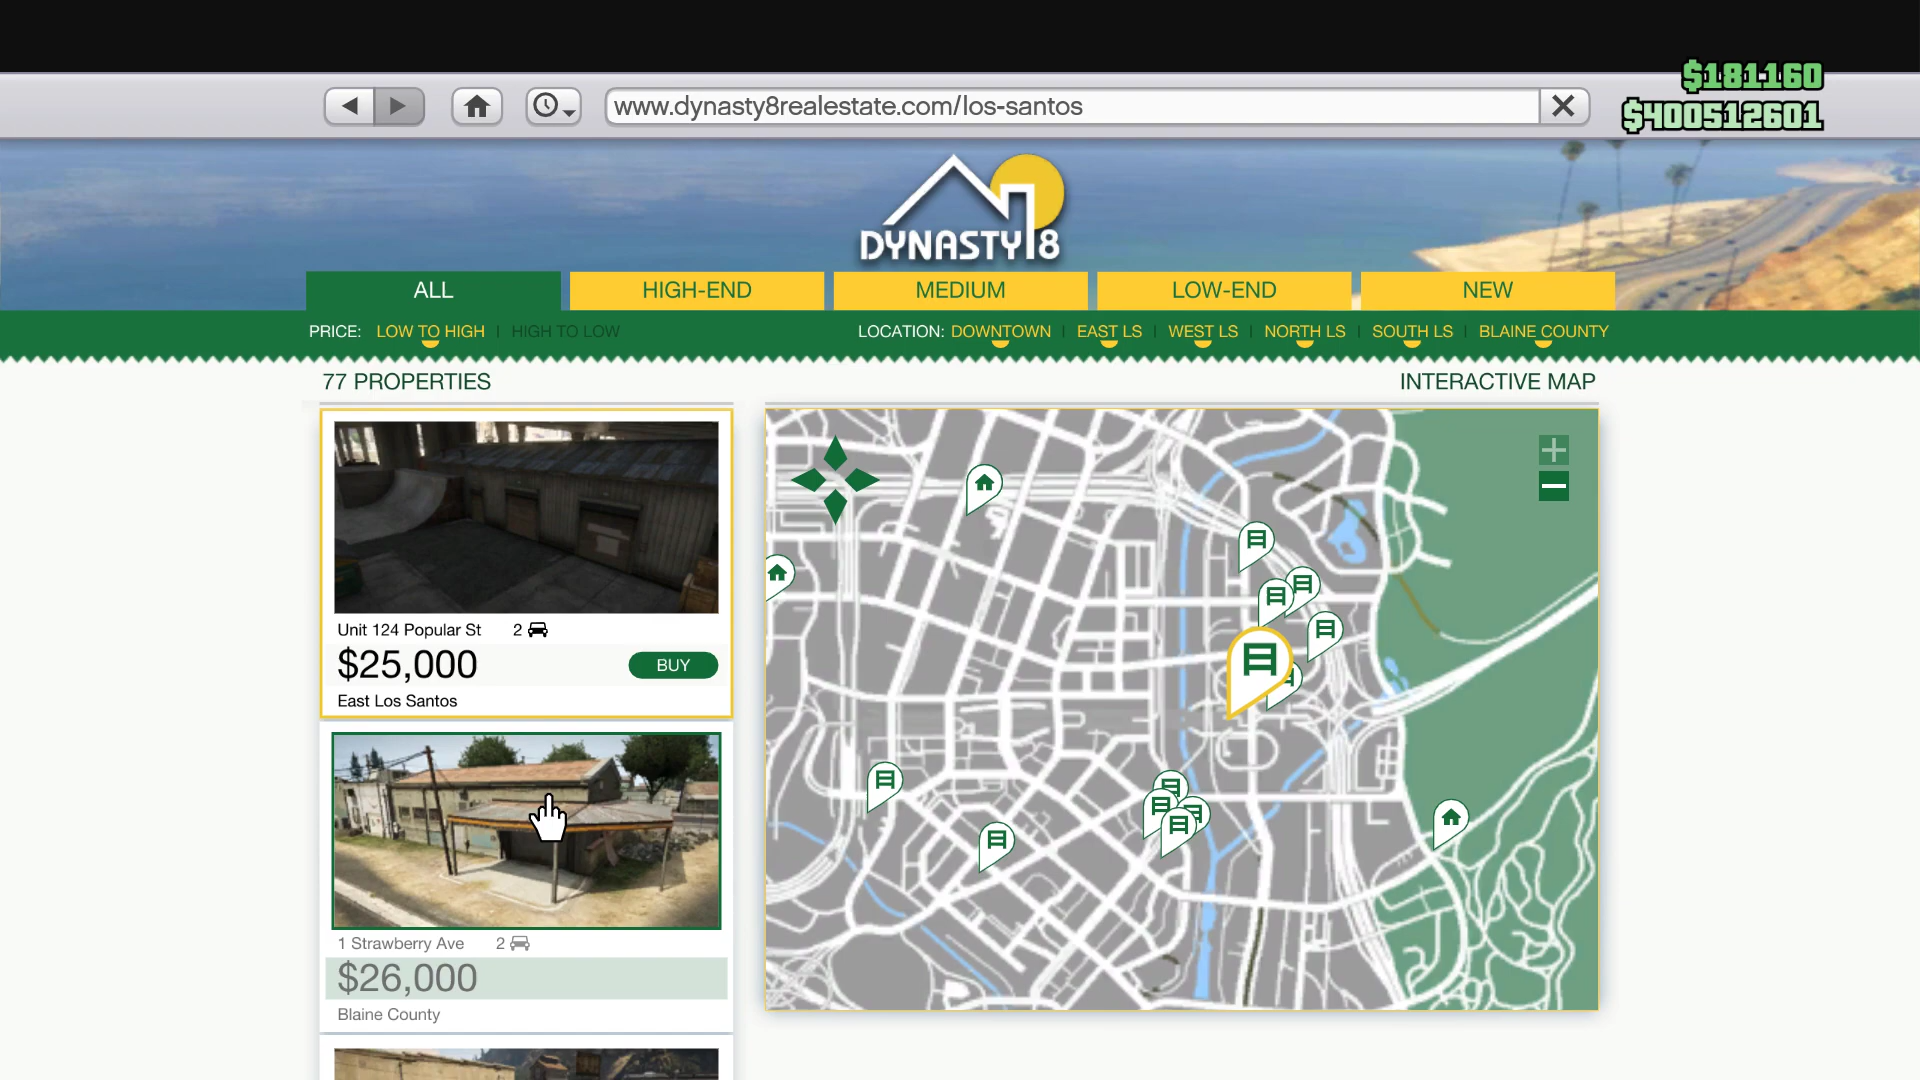 $181160
www.dynasty8realestate.com/los-santos
$400512601
DYNASTY 8
ALL
HIGH-END
MEDIUM
LOW-END
NEW
PRICE: LOW TO HIGH | HIGH TO LOW
LOCATION: DOWNTOWN | EAST LS | WEST LS | NORTH LS | SOUTH LS | BLAINE COUNTY
77 PROPERTIES
INTERACTIVE MAP
Unit 124 Popular St 2
$25,000
BUY
East Los Santos
1 Strawberry Ave 2
$26,000
Blaine County